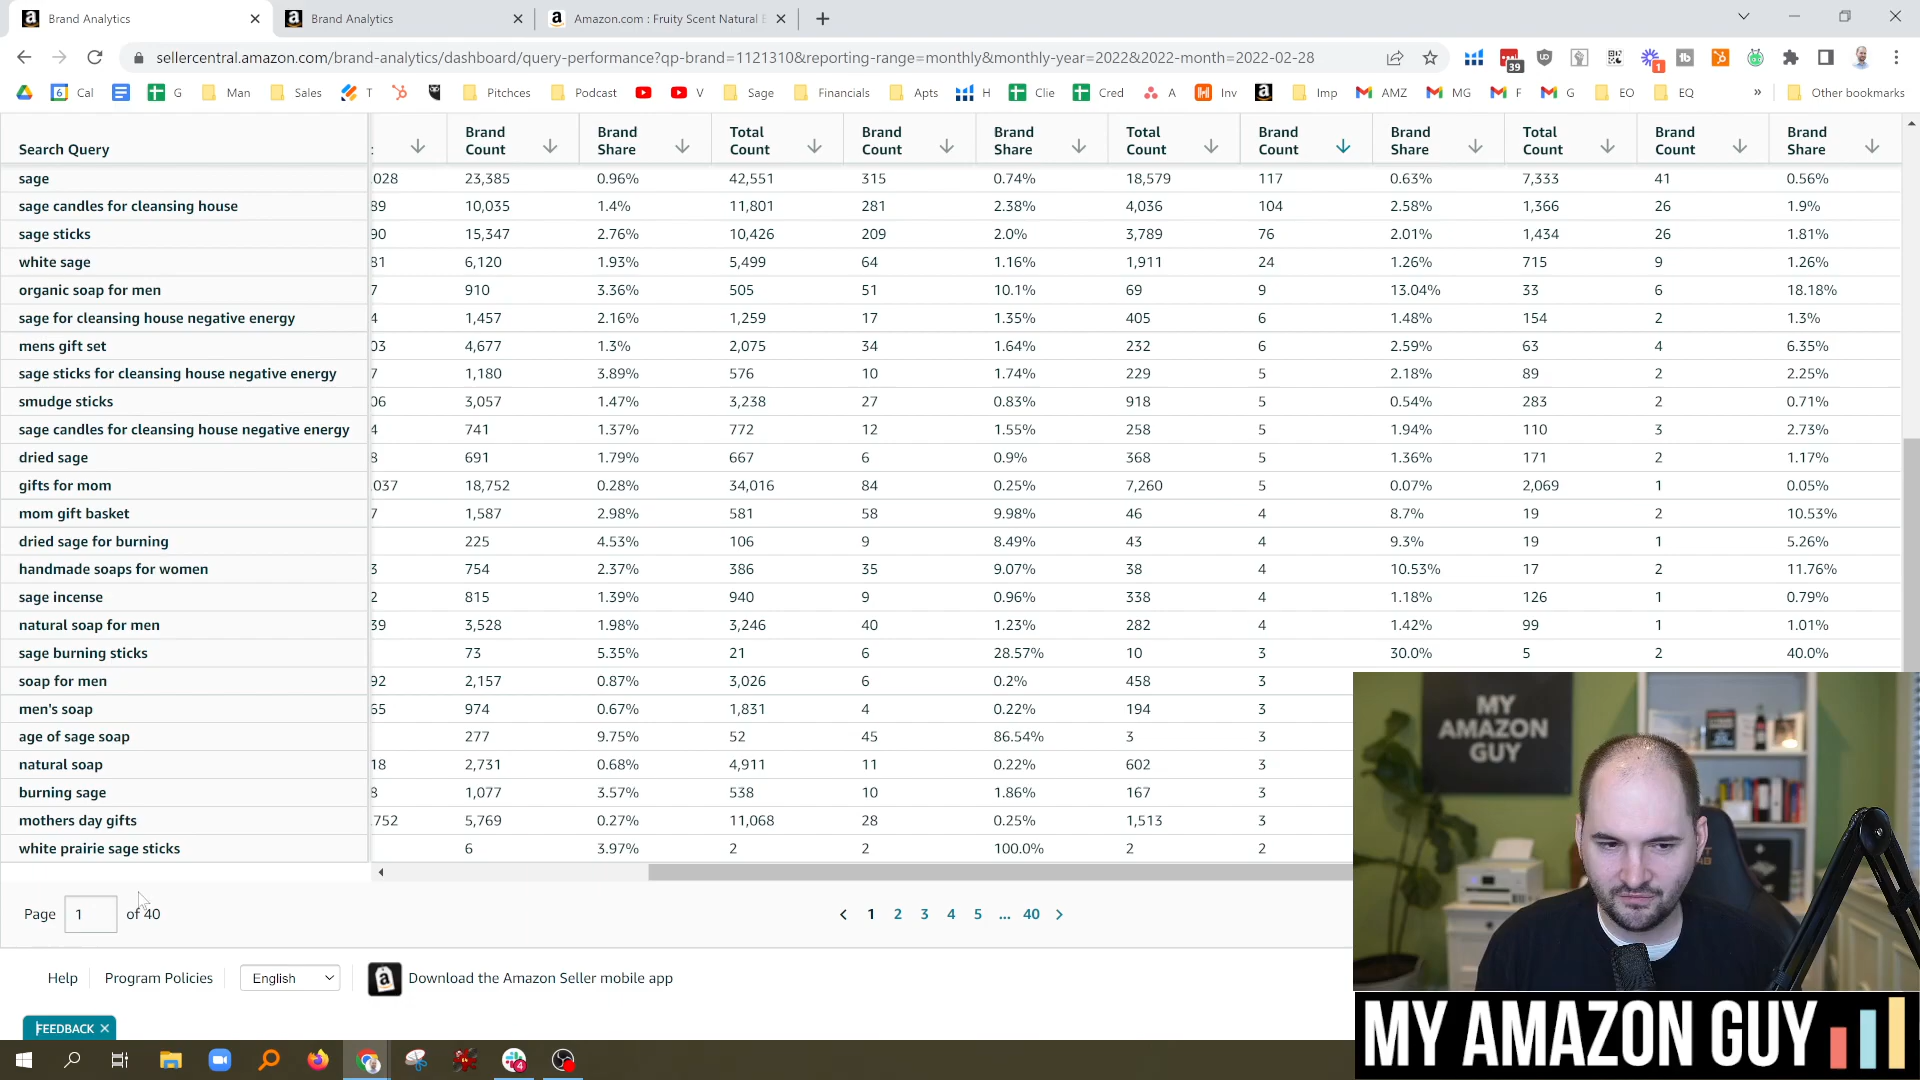 Brand Analytics
Brand Analytics
Amazon.com : Fruity Scent Natural
sellercentral.amazon.com/brand-analytics/dashboard/query-performance?qp-brand=1121310&reporting-range=monthly&monthly-year=2022&2022-month=2022-02-28
39
1
6 Cal G Man Sales T Pitchces Podcast V Sage Financials Apts H Clie Cred A Inv Imp AMZ MG F G EO EQ » Other bookmarks
Search Query : Brand Count Brand Share Total Count Brand Count Brand Share Total Count Brand Count Brand Share Total Count Brand Count Brand Share
sage 028 23,385 0.96% 42,551 315 0.74% 18,579 117 0.63% 7,333 41 0.56%
sage candles for cleansing house 89 10,035 1.4% 11,801 281 2.38% 4,036 104 2.58% 1,366 26 1.9%
sage sticks 90 15,347 2.76% 10,426 209 2.0% 3,789 76 2.01% 1,434 26 1.81%
white sage 81 6,120 1.93% 5,499 64 1.16% 1,911 24 1.26% 715 9 1.26%
organic soap for men 7 910 3.36% 505 51 10.1% 69 9 13.04% 33 6 18.18%
sage for cleansing house negative energy 4 1,457 2.16% 1,259 17 1.35% 405 6 1.48% 154 2 1.3%
mens gift set 03 4,677 1.3% 2,075 34 1.64% 232 6 2.59% 63 4 6.35%
sage sticks for cleansing house negative energy 7 1,180 3.89% 576 10 1.74% 229 5 2.18% 89 2 2.25%
smudge sticks 06 3,057 1.47% 3,238 27 0.83% 918 5 0.54% 283 2 0.71%
sage candles for cleansing house negative energy 4 741 1.37% 772 12 1.55% 258 5 1.94% 110 3 2.73%
dried sage 8 691 1.79% 667 6 0.9% 368 5 1.36% 171 2 1.17%
gifts for mom 037 18,752 0.28% 34,016 84 0.25% 7,260 5 0.07% 2,069 1 0.05%
mom gift basket 7 1,587 2.98% 581 58 9.98% 46 4 8.7% 19 2 10.53%
dried sage for burning 225 4.53% 106 9 8.49% 43 4 9.3% 19 1 5.26%
handmade soaps for women 3 754 2.37% 386 35 9.07% 38 4 10.53% 17 2 11.76%
sage incense 2 815 1.39% 940 9 0.96% 338 4 1.18% 126 1 0.79%
natural soap for men 39 3,528 1.98% 3,246 40 1.23% 282 4 1.42% 99 1 1.01%
sage burning sticks 73 5.35% 21 6 28.57% 10 3 30.0% 5 2 40.0%
soap for men 92 2,157 0.87% 3,026 6 0.2% 458 3
men's soap 65 974 0.67% 1,831 4 0.22% 194 3
age of sage soap 277 9.75% 52 45 86.54% 3 3
natural soap 18 2,731 0.68% 4,911 11 0.22% 602 3
burning sage 8 1,077 3.57% 538 10 1.86% 167 3
mothers day gifts 752 5,769 0.27% 11,068 28 0.25% 1,513 3
white prairie sage sticks 6 3.97% 2 2 100.0% 2 2
Page 1 of 40
1 2 3 4 5 ... 40
Help Program Policies English Download the Amazon Seller mobile app
FEEDBACK
4
MY
AMAZON
GUY
MY AMAZON GUY